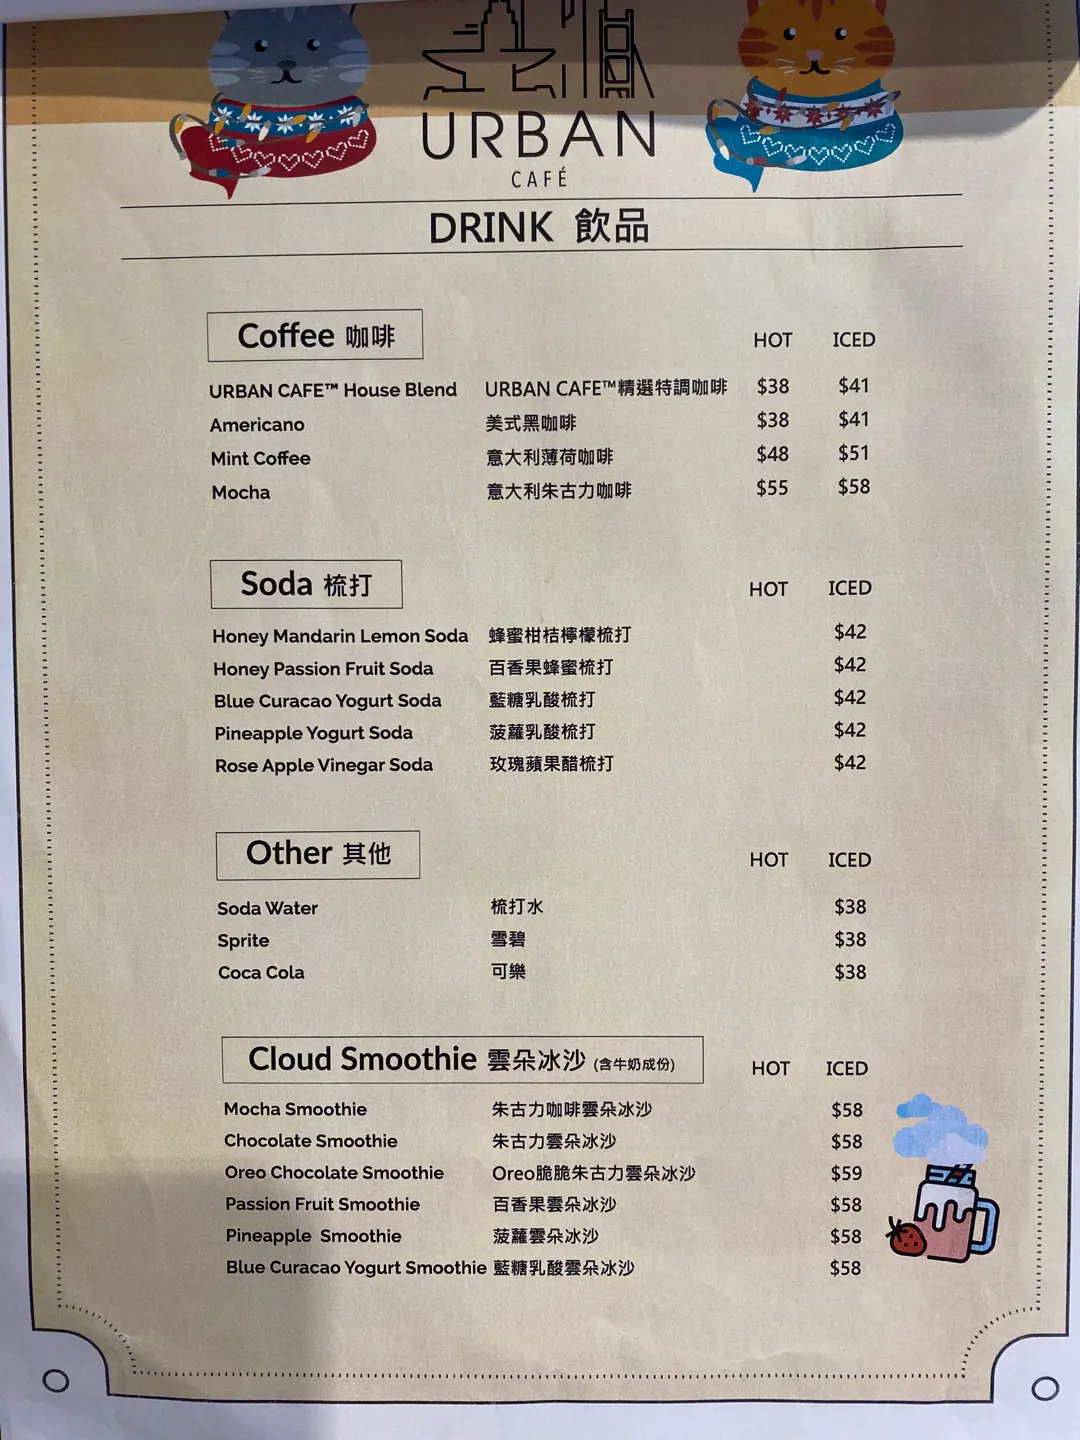 URBAN
CAFÉ
DRINK 飲品
Coffee 咖啡 HOT ICED
URBAN CAFE™ House Blend URBAN CAFE™精選特調咖啡 $38 $41
Americano 美式黑咖啡 $38 $41
Mint Coffee 意大利薄荷咖啡 $48 $51
Mocha 意大利朱古力咖啡 $55 $58
Soda 梳打 HOT ICED
Honey Mandarin Lemon Soda 蜂蜜柑桔檸檬梳打 $42
Honey Passion Fruit Soda 百香果蜂蜜梳打 $42
Blue Curacao Yogurt Soda 藍糖乳酸梳打 $42
Pineapple Yogurt Soda 菠蘿乳酸梳打 $42
Rose Apple Vinegar Soda 玫瑰蘋果醋梳打 $42
Other 其他 HOT ICED
Soda Water 梳打水 $38
Sprite 雪碧 $38
Coca Cola 可樂 $38
Cloud Smoothie 雲朵冰沙 (含牛奶成份) HOT ICED
Mocha Smoothie 朱古力咖啡雲朵冰沙 $58
Chocolate Smoothie 朱古力雲朵冰沙 $58
Oreo Chocolate Smoothie Oreo脆脆朱古力雲朵冰沙 $59
Passion Fruit Smoothie 百香果雲朵冰沙 $58
Pineapple Smoothie 菠蘿雲朵冰沙 $58
Blue Curacao Yogurt Smoothie 藍糖乳酸雲朵冰沙 $58